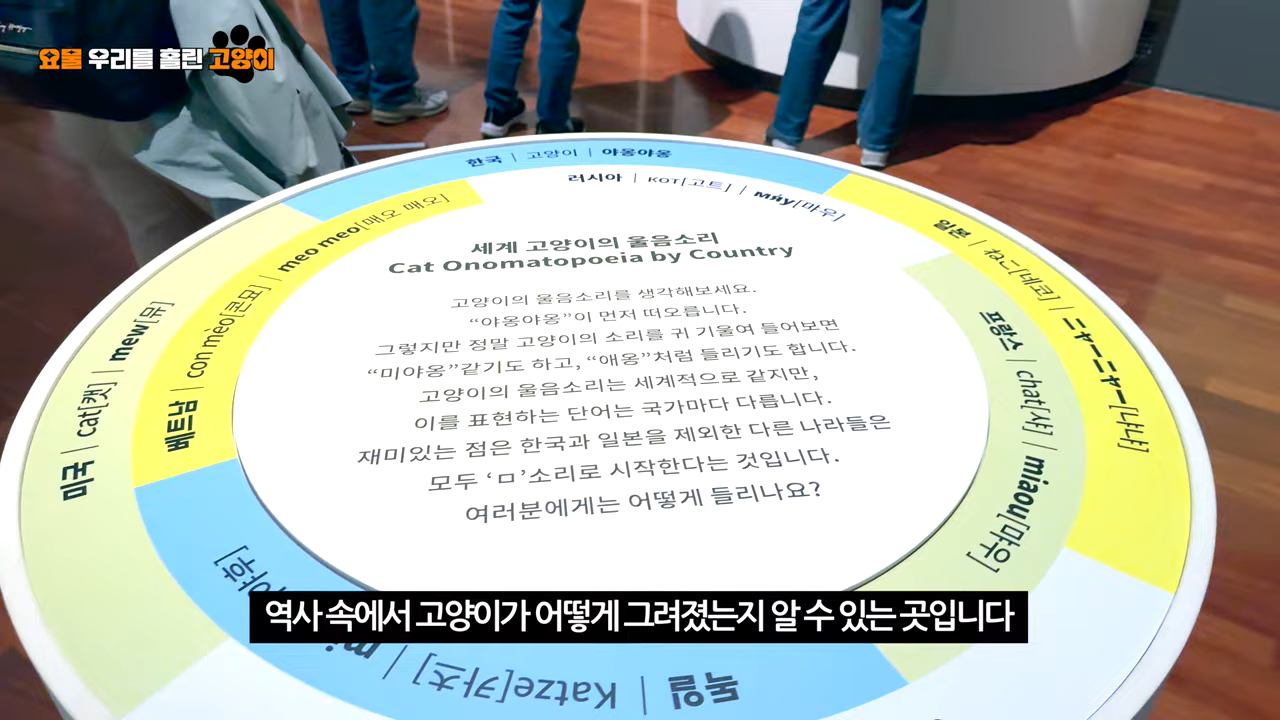 요물 우리를 홀린 고양이
한국 | 고양이 | 야옹야옹
러시아 | кот[고트] | мяу[마우]
일본 | ねこ[네코] | ニャーニャー[냐냐]
프랑스 | chat[샤] | miaou[먀우]
미국 | cat[캣] | mew[뮤]
베트남 | con mèo[콘묘] | meo meo[매오 매오]
세계 고양이의 울음소리
Cat Onomatopoeia by Country
고양이의 울음소리를 생각해보세요.
“야옹야옹”이 먼저 떠오릅니다.
그렇지만 정말 고양이의 소리를 귀 기울여 들어보면
“미야옹”같기도 하고, “애옹”처럼 들리기도 합니다.
고양이의 울음소리는 세계적으로 같지만,
이를 표현하는 단어는 국가마다 다릅니다.
재미있는 점은 한국과 일본을 제외한 다른 나라들은
모두 ‘ㅁ’소리로 시작한다는 것입니다.
여러분에게는 어떻게 들리나요?
독일 | Katze[카츠] |
역사 속에서 고양이가 어떻게 그려졌는지 알 수 있는 곳입니다